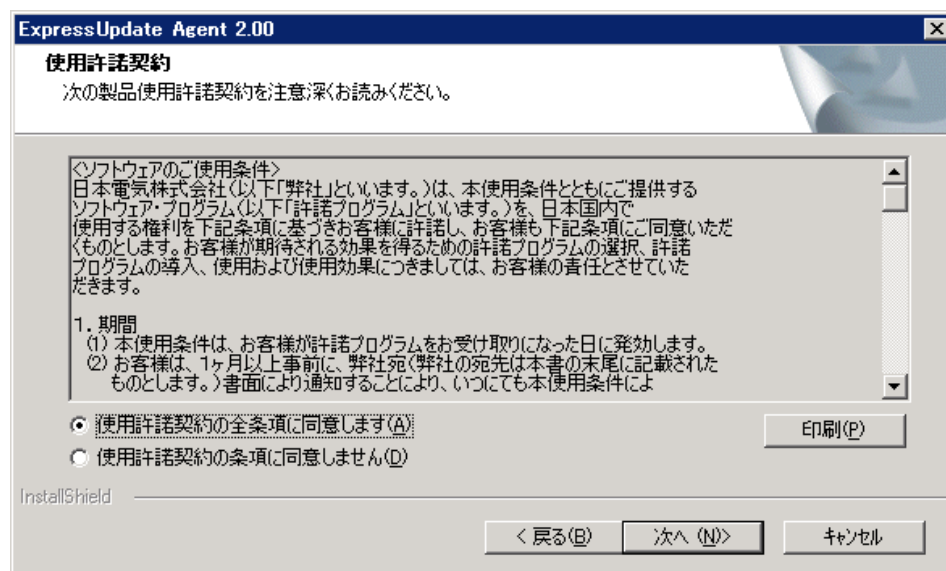 ExpressUpdate Agent 2.00
使用許諾契約
次の製品使用許諾契約を注意深くお読みください。
<ソフトウェアのご使用条件>
日本電気株式会社(以下「弊社」といいます。)は、本使用条件とともにご提供する
ソフトウェア・プログラム(以下「許諾プログラム」といいます。)を、日本国内で
使用する権利を下記条項に基づきお客様に許諾し、お客様も下記条項にご同意いただ
くものとします。お客様が期待される効果を得るための許諾プログラムの選択、許諾
プログラムの導入、使用および使用効果につきましては、お客様の責任とさせていた
だきます。
1. 期間
(1) 本使用条件は、お客様が許諾プログラムをお受け取りになった日に発効します。
(2) お客様は、1ヶ月以上事前に、弊社宛(弊社の宛先は本書の末尾に記載された
ものとします。)書面により通知することにより、いつにても本使用条件によ
使用許諾契約の全条項に同意します(A)
印刷(P)
使用許諾契約の条項に同意しません(D)
InstallShield
< 戻る(B)
次へ (N)>
キャンセル